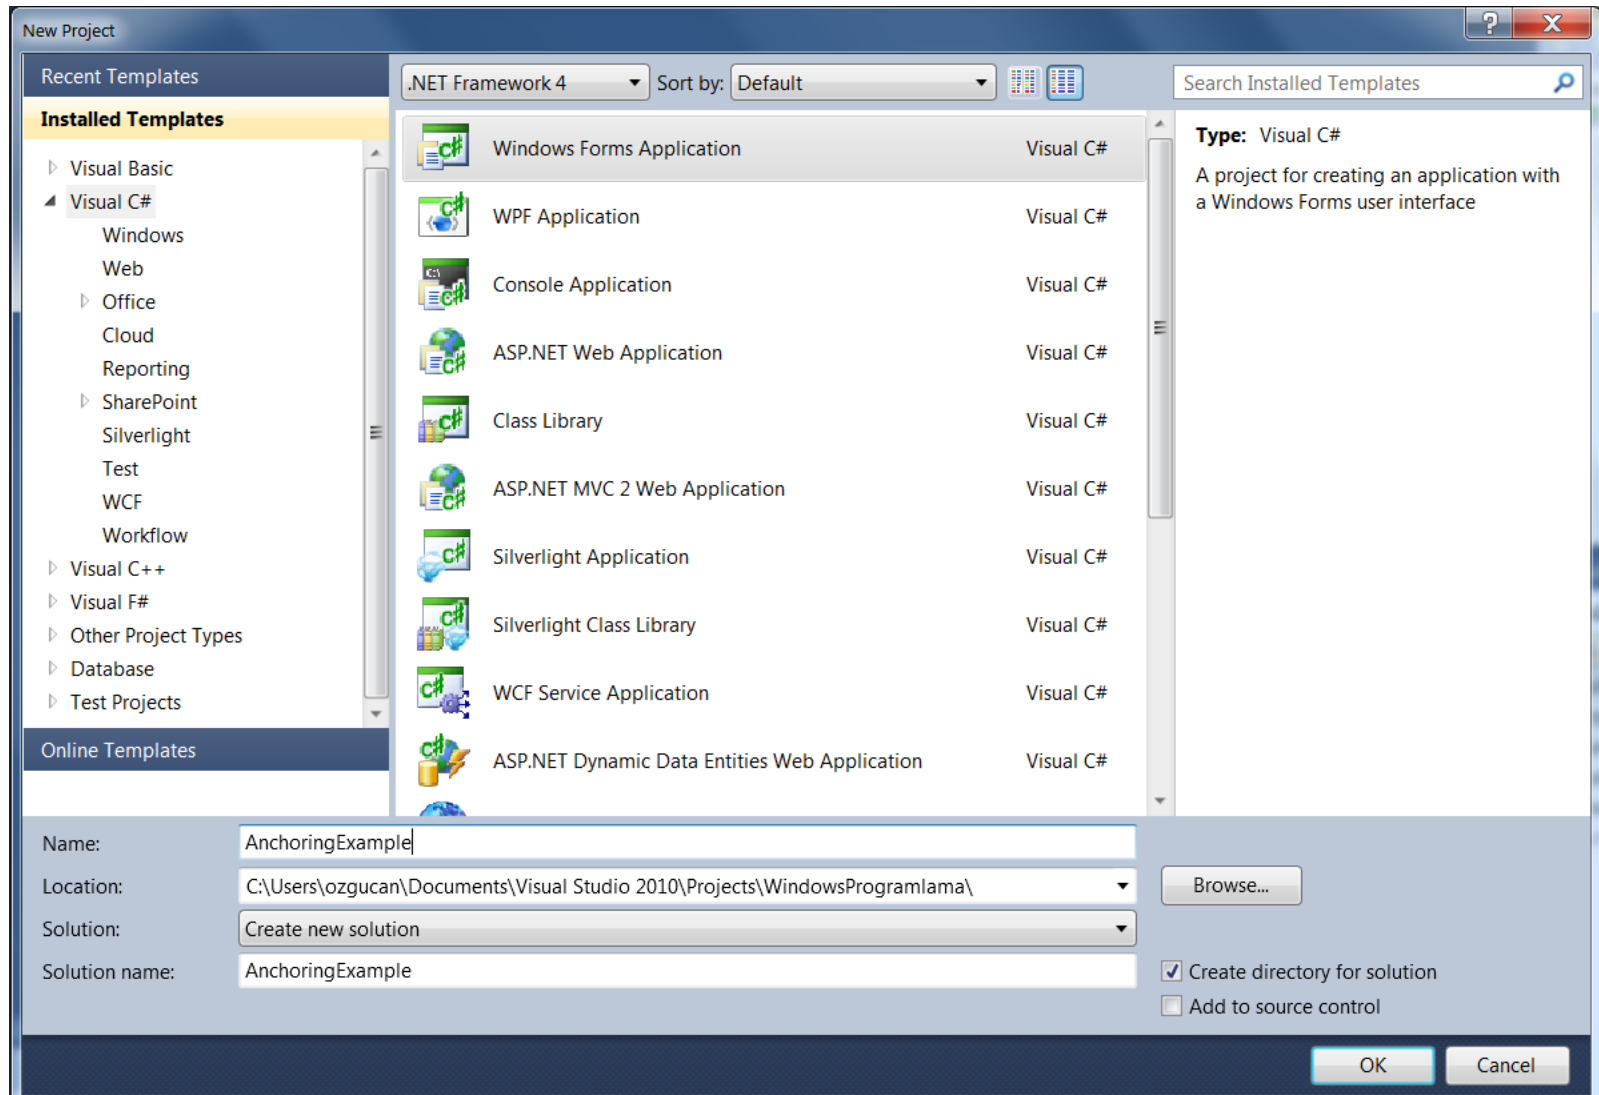 New Project
?
X
Recent Templates
.NET Framework 4
Sort by:
Default
Search Installed Templates
Installed Templates
Visual Basic
Visual C#
Windows
Web
Office
Cloud
Reporting
SharePoint
Silverlight
Test
WCF
Workflow
Visual C++
Visual F#
Other Project Types
Database
Test Projects
Online Templates
Windows Forms Application Visual C#
WPF Application Visual C#
Console Application Visual C#
ASP.NET Web Application Visual C#
Class Library Visual C#
ASP.NET MVC 2 Web Application Visual C#
Silverlight Application Visual C#
Silverlight Class Library Visual C#
WCF Service Application Visual C#
ASP.NET Dynamic Data Entities Web Application Visual C#
Type: Visual C#
A project for creating an application with
a Windows Forms user interface
Name: AnchoringExample
Location: C:\Users\ozgucan\Documents\Visual Studio 2010\Projects\WindowsProgramlama\
Browse...
Solution: Create new solution
Solution name: AnchoringExample
Create directory for solution
Add to source control
OK
Cancel